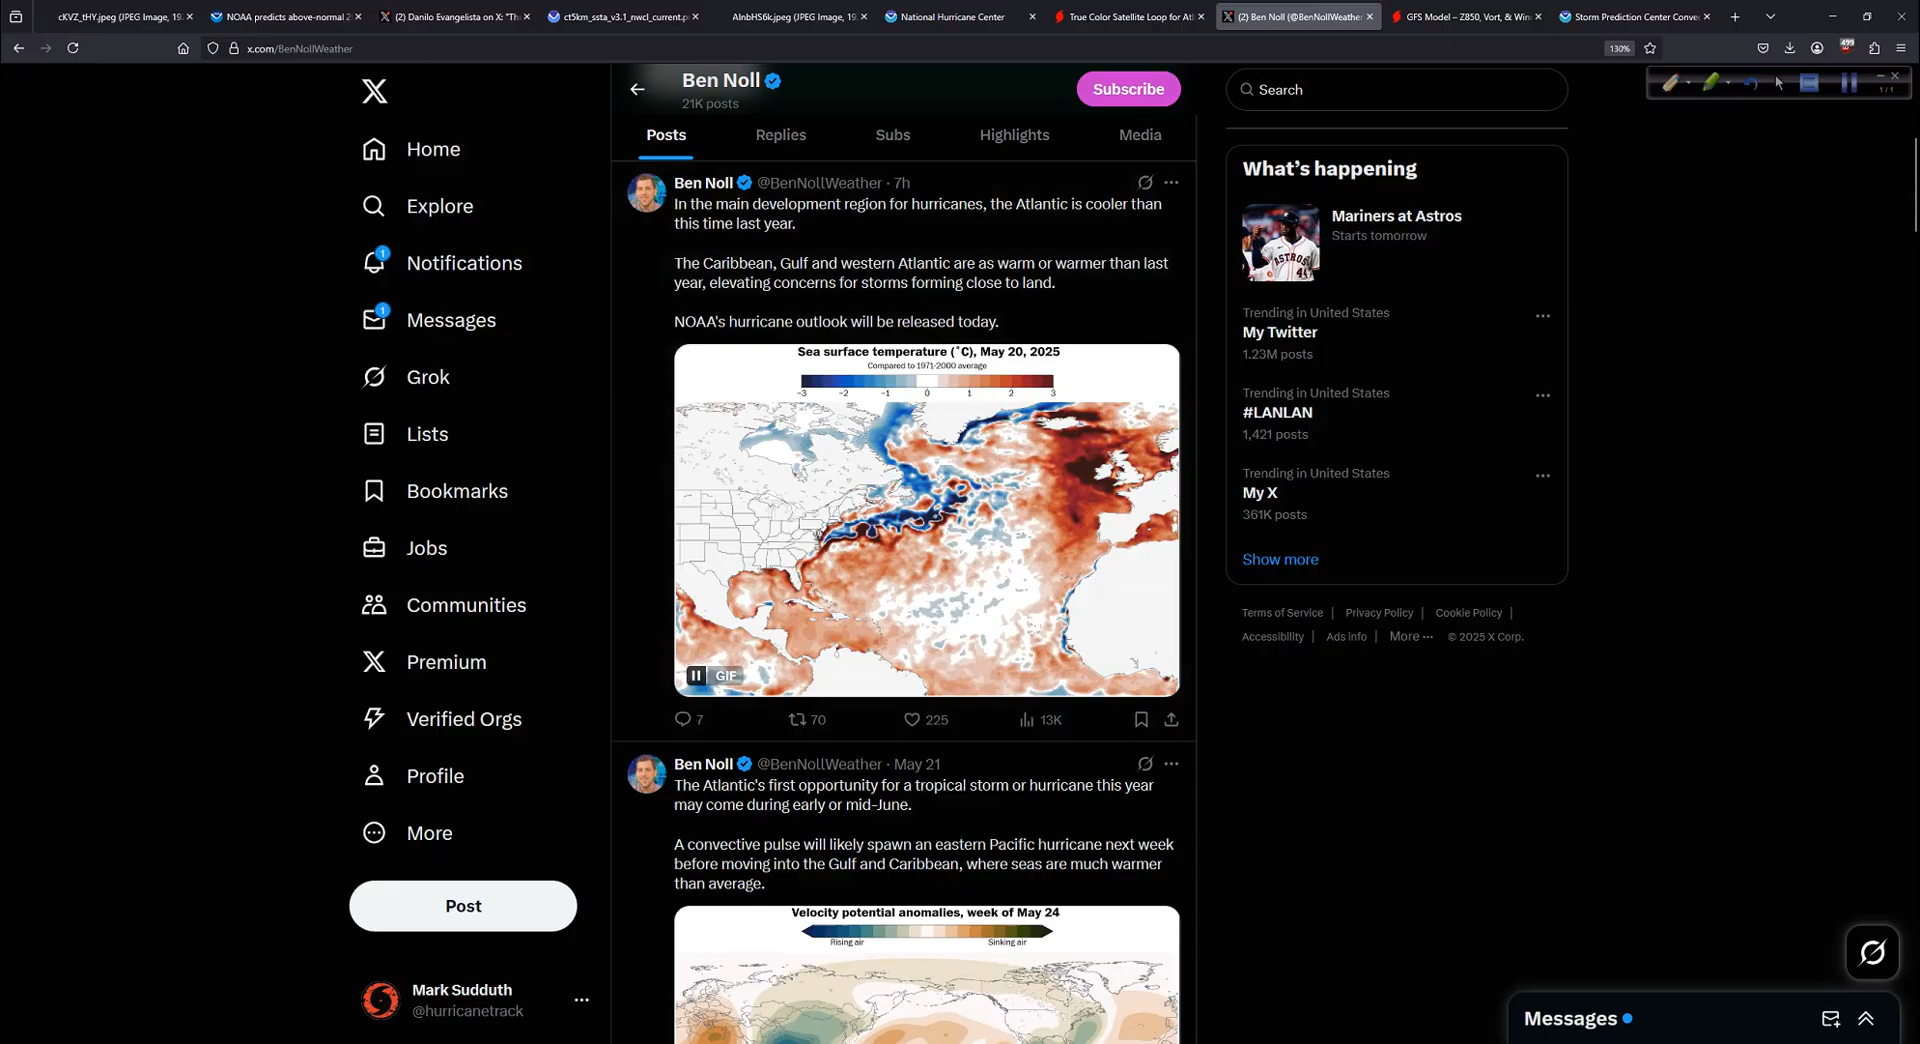 cKVZ_tHY.jpeg (JPEG Image, 19
NOAA predicts above-normal 2
(2) Danilo Evangelista on X: "The
ct5km_ssta_v3.1_nwcl_current.p
AInbHS6k.jpeg (JPEG Image, 19
National Hurricane Center
True Color Satellite Loop for Atl
(2) Ben Noll (@BenNollWeather
GFS Model – Z850, Vort, & Win
Storm Prediction Center Conve
x.com/BenNollWeather
130%
Home
Explore
1
Notifications
1
Messages
Grok
Lists
Bookmarks
Jobs
Communities
Premium
Verified Orgs
Profile
More
Post
Mark Sudduth
@hurricanetrack
Ben Noll
21K posts
Subscribe
Posts
Replies
Subs
Highlights
Media
Ben Noll @BenNollWeather · 7h
In the main development region for hurricanes, the Atlantic is cooler than
this time last year.
The Caribbean, Gulf and western Atlantic are as warm or warmer than last
year, elevating concerns for storms forming close to land.
NOAA's hurricane outlook will be released today.
Sea surface temperature (˚C), May 20, 2025
Compared to 1971-2000 average
−3 −2 −1 0 1 2 3
GIF
7
70
225
13K
Ben Noll @BenNollWeather · May 21
The Atlantic's first opportunity for a tropical storm or hurricane this year
may come during early or mid-June.
A convective pulse will likely spawn an eastern Pacific hurricane next week
before moving into the Gulf and Caribbean, where seas are much warmer
than average.
Velocity potential anomalies, week of May 24
Rising air
Sinking air
Search
1/1
What's happening
Mariners at Astros
Starts tomorrow
ASTROS
44
Trending in United States
My Twitter
1.23M posts
Trending in United States
#LANLAN
1,421 posts
Trending in United States
My X
361K posts
Show more
Terms of Service | Privacy Policy | Cookie Policy |
Accessibility | Ads info | More ··· © 2025 X Corp.
Messages